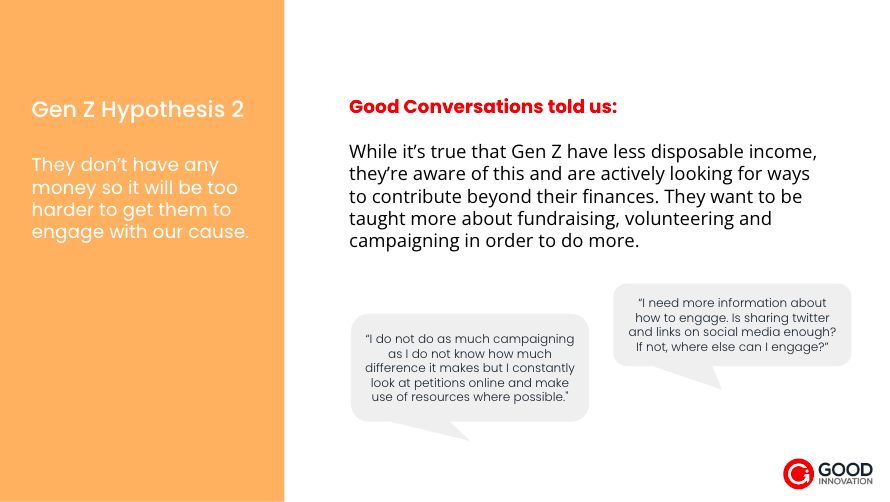 Gen Z Hypothesis 2
They don’t have any
money so it will be too
harder to get them to
engage with our cause.
Good Conversations told us:
While it’s true that Gen Z have less disposable income,
they’re aware of this and are actively looking for ways
to contribute beyond their finances. They want to be
taught more about fundraising, volunteering and
campaigning in order to do more.
“I do not do as much campaigning
as I do not know how much
difference it makes but I constantly
look at petitions online and make
use of resources where possible."
“I need more information about
how to engage. Is sharing twitter
and links on social media enough?
If not, where else can I engage?”
GOOD
INNOVATION